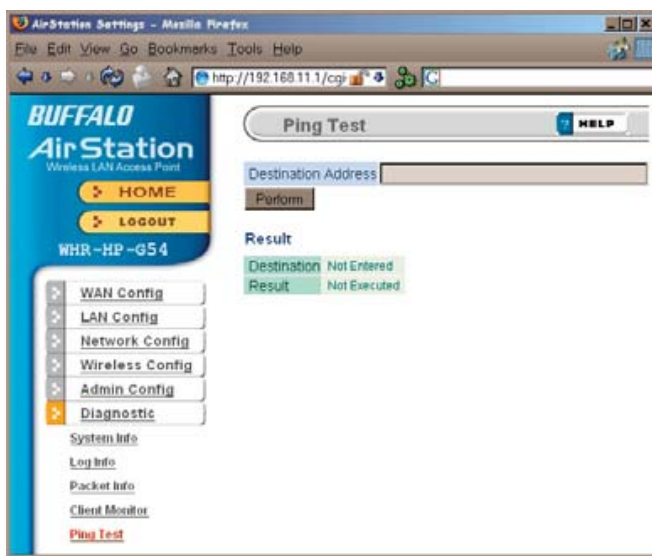 AirStation Settings - Mozilla Firefox
File Edit View Go Bookmarks Tools Help
http://192.168.11.1/cgi
G
BUFFALO
AirStation
Wireless LAN Access Point
HOME
LOGOUT
WHR-HP-G54
WAN Config
LAN Config
Network Config
Wireless Config
Admin Config
Diagnostic
System Info
Log Info
Packet Info
Client Monitor
Ping Test
Ping Test
? HELP
Destination Address
Perform
Result
Destination Not Entered
Result Not Executed